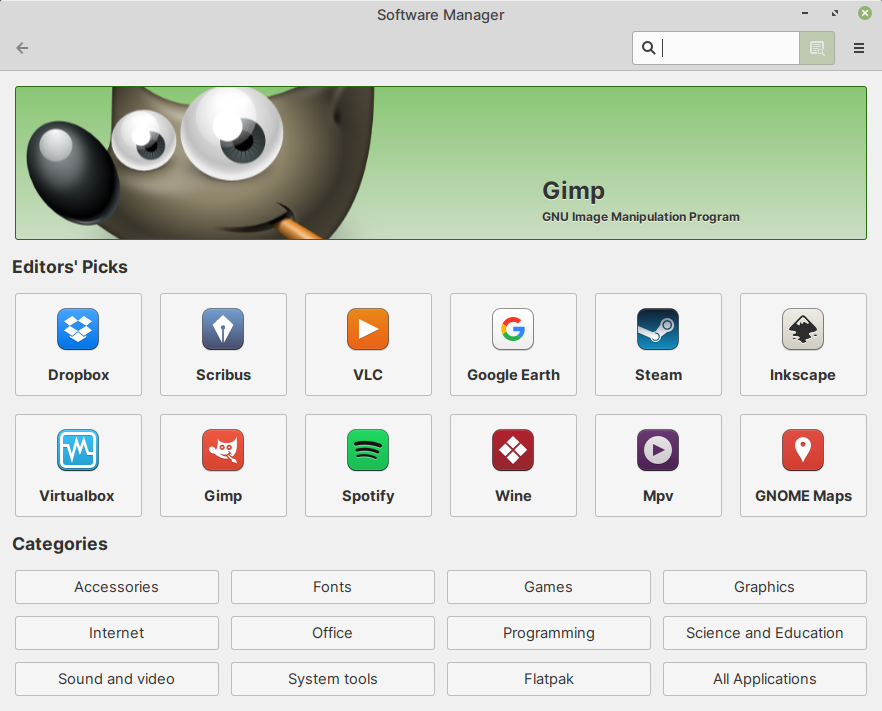 Software Manager
Gimp
GNU Image Manipulation Program
Editors' Picks
Dropbox
Scribus
VLC
Google Earth
Steam
Inkscape
Virtualbox
Gimp
Spotify
Wine
Mpv
GNOME Maps
Categories
Accessories
Fonts
Games
Graphics
Internet
Office
Programming
Science and Education
Sound and video
System tools
Flatpak
All Applications